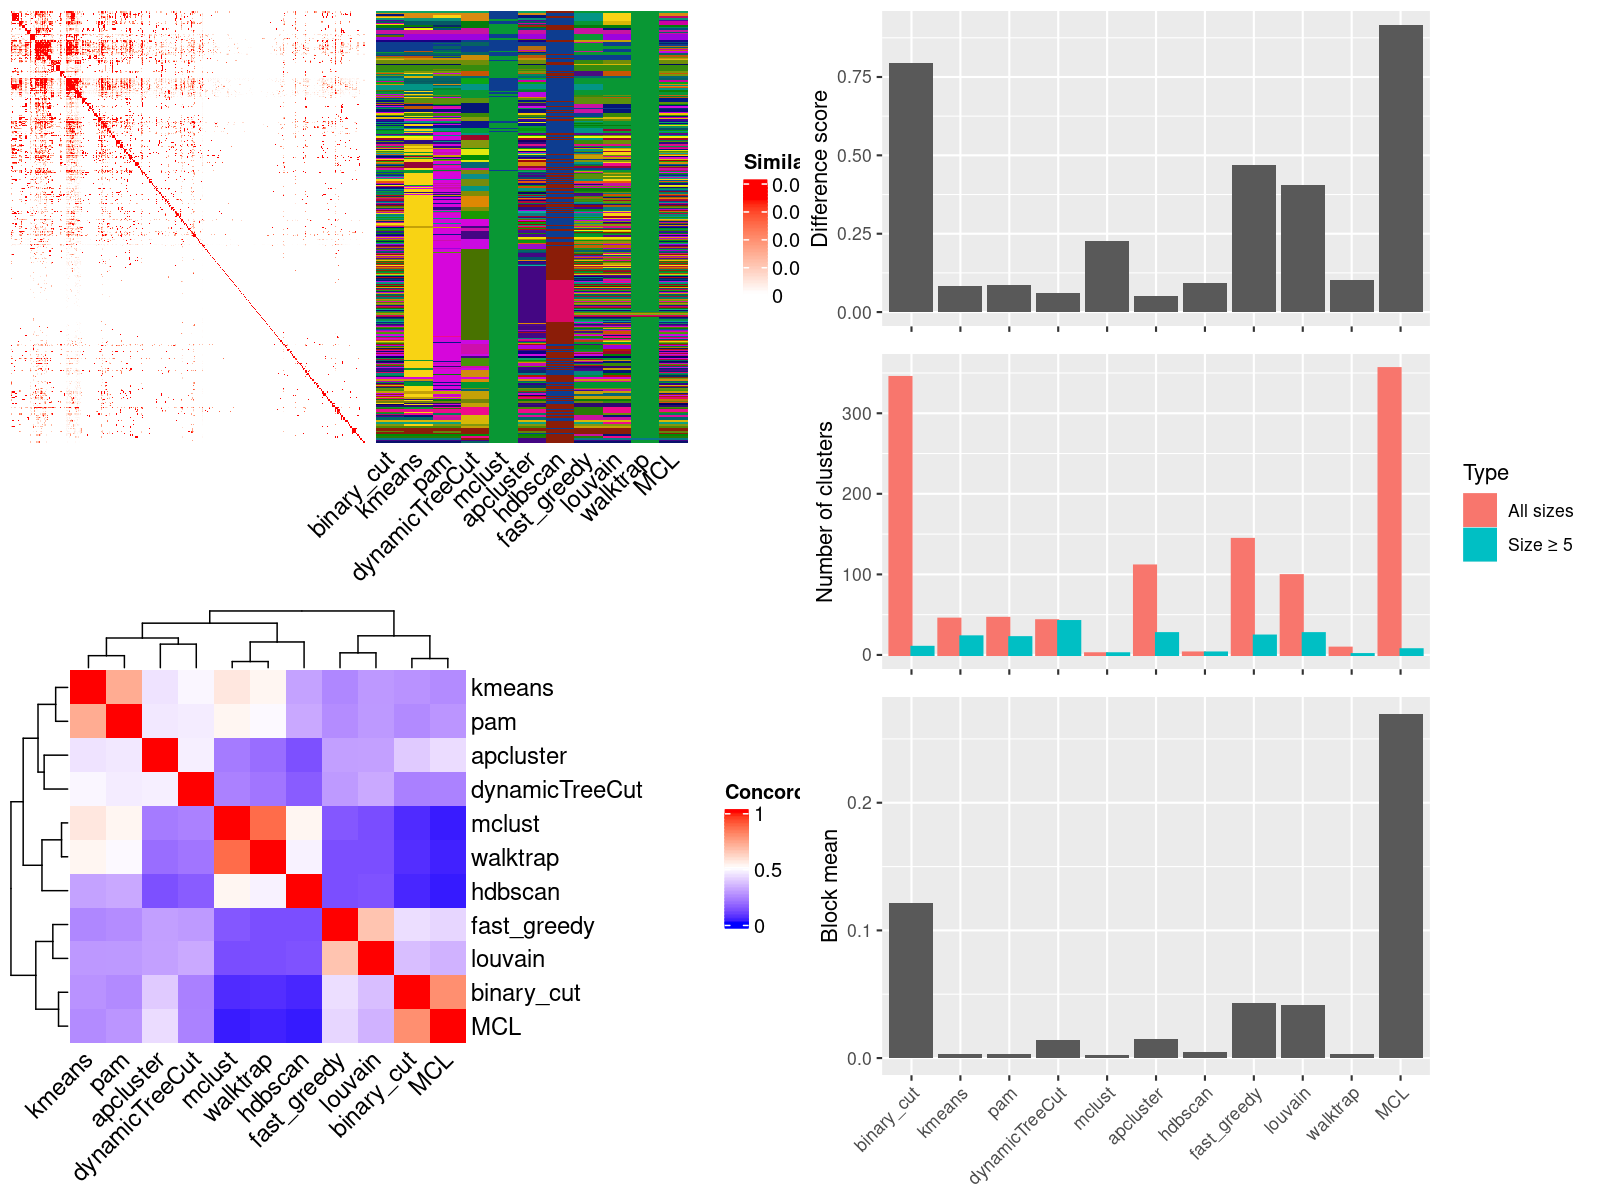 Simila
0.0
0.0
0.0
0.0
0
binary_cut
kmeans
pam
dynamicTreeCut
mclust
apcluster
hdbscan
fast_greedy
louvain
walktrap
MCL
kmeans
pam
apcluster
dynamicTreeCut
mclust
walktrap
hdbscan
fast_greedy
louvain
binary_cut
MCL
kmeans
pam
apcluster
dynamicTreeCut
mclust
walktrap
hdbscan
fast_greedy
louvain
binary_cut
MCL
Concord
1
0.5
0
Difference score
0.75
0.50
0.25
0.00
Number of clusters
300
200
100
0
Type
All sizes
Size ≥ 5
Block mean
0.2
0.1
0.0
binary_cut
kmeans
pam
dynamicTreeCut
mclust
apcluster
hdbscan
fast_greedy
louvain
walktrap
MCL